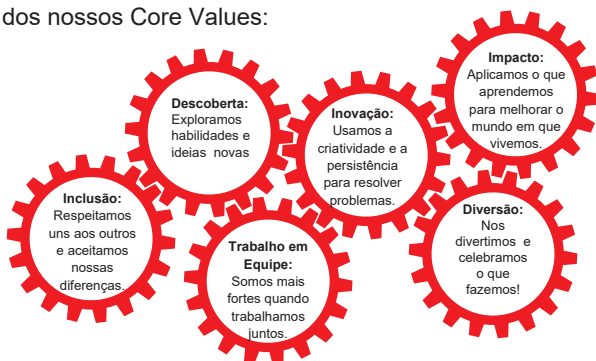 dos nossos Core Values:
Impacto:
Aplicamos o que
aprendemos
para melhorar o
mundo em que
vivemos.
Descoberta:
Exploramos
habilidades e
ideias novas
Inovação:
Usamos a
criatividade e a
persistência
para resolver
problemas.
Inclusão:
Respeitamos
uns aos outros
e aceitamos
nossas
diferenças.
Trabalho em
Equipe:
Somos mais
fortes quando
trabalhamos
juntos.
Diversão:
Nos
divertimos e
celebramos
o que
fazemos!